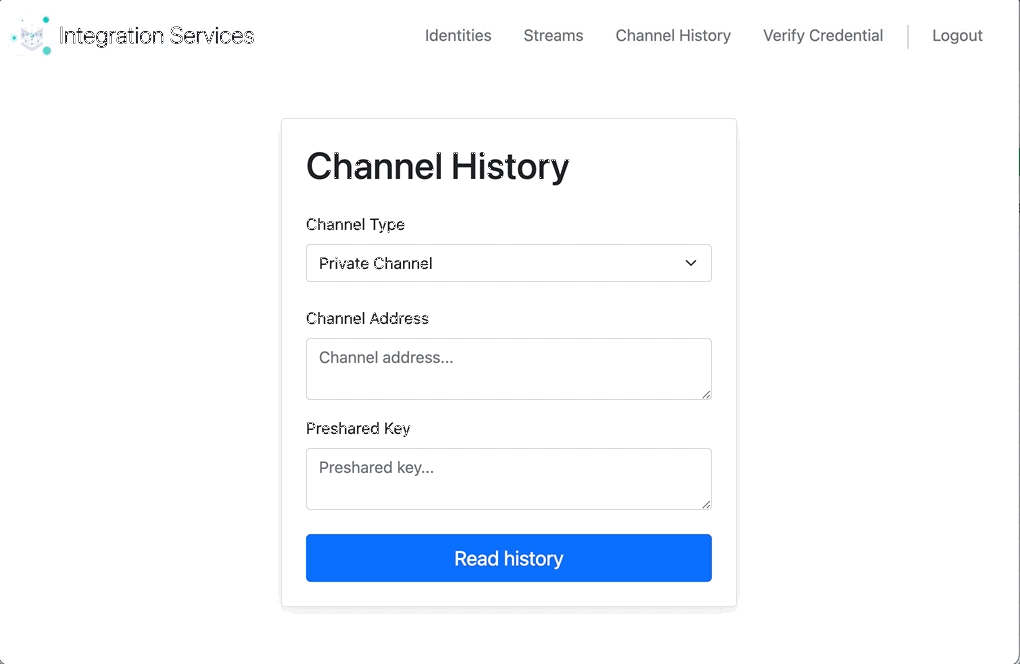 Integration Services
Identities
Streams
Channel History
Verify Credential
Logout
Channel History
Channel Type
Private Channel
Channel Address
Channel address...
Preshared Key
Preshared key...
Read history